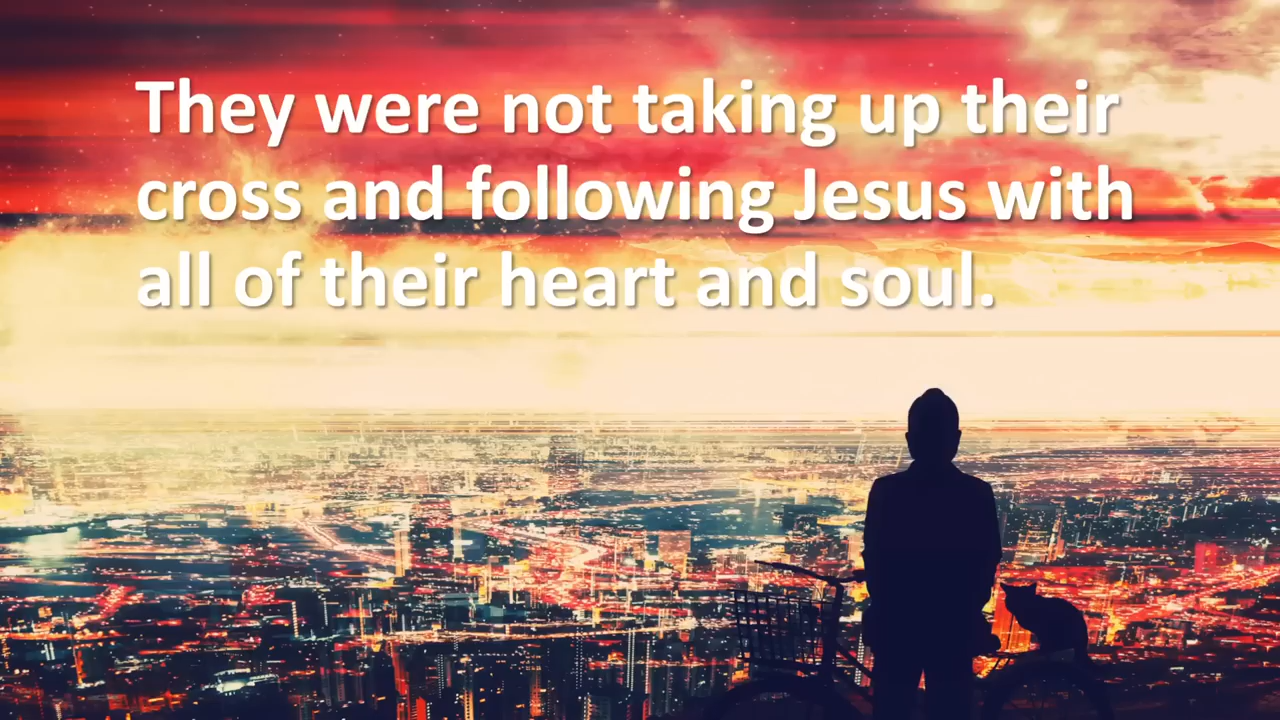 They were not taking up their
cross and following Jesus with
all of their heart and soul.